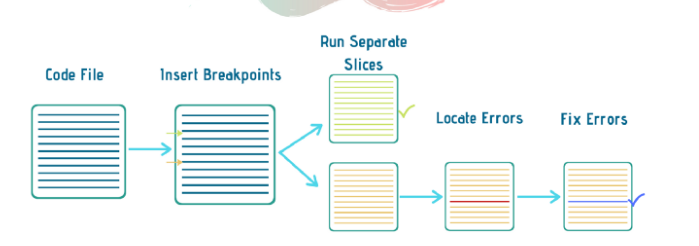 Code File
Insert Breakpoints
Run Separate
Slices
Locate Errors
Fix Errors